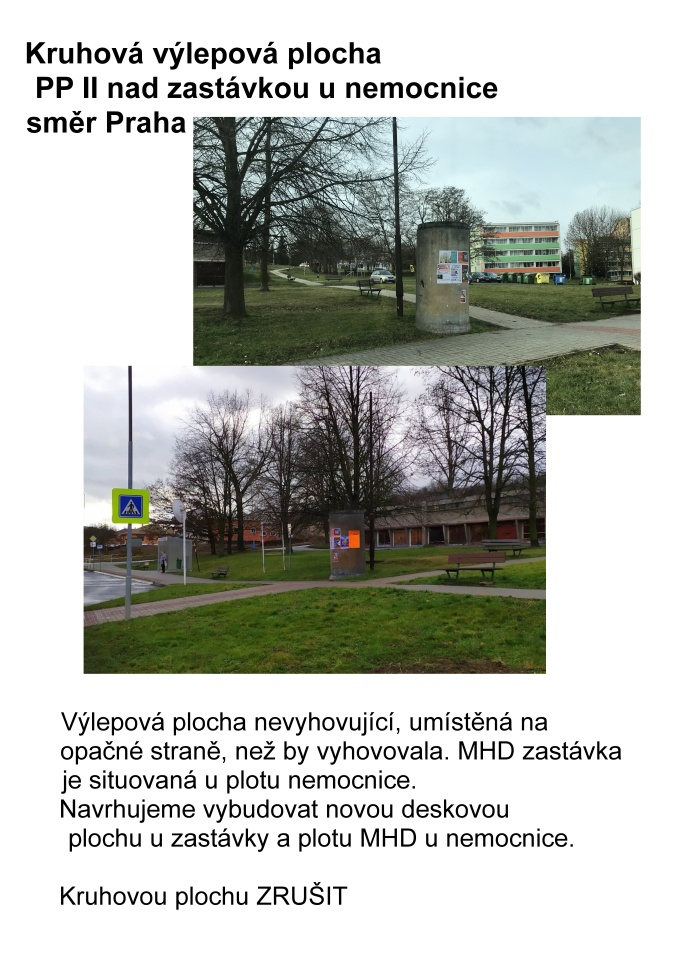 Kruhová výlepová plocha
PP II nad zastávkou u nemocnice
směr Praha
Výlepová plocha nevyhovující, umístěná na
opačné straně, než by vyhovovala. MHD zastávka
je situovaná u plotu nemocnice.
Navrhujeme vybudovat novou deskovou
plochu u zastávky a plotu MHD u nemocnice.
Kruhovou plochu ZRUŠIT